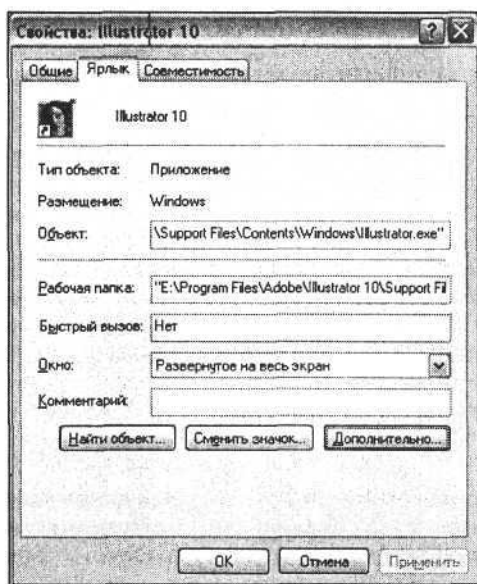 Свойства: Illustrator 10
Общие Ярлык Совместимость
Illustrator 10
Тип объекта: Приложение
Размещение: Windows
Объект: \Support Files\Contents\Windows\Illustrator.exe"
Рабочая папка: "E:\Program Files\Adobe\Illustrator 10\Support Fil
Быстрый вызов: Нет
Окно: Развернутое на весь экран
Комментарий:
Найти объект... Сменить значок... Дополнительно...
OK Отмена Применить